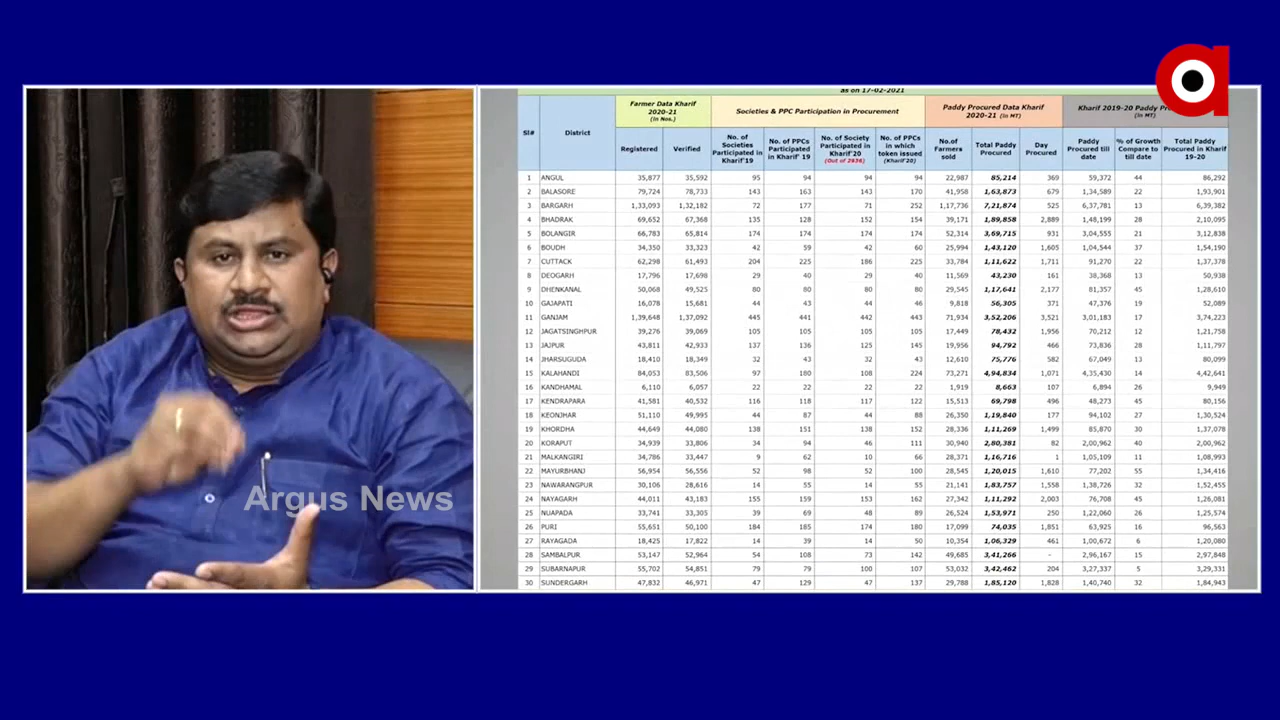 as on 17-02-2021
Farmer Data Kharif 2020-21 (in Nos.) Societies & PPC Participation in Procurement Paddy Procured Data Kharif 2020-21 (in MT) Kharif 2019-20 Paddy (in MT)
Sl# District Registered Verified No. of Societies Participated in Kharif'19 No. of PPCs Participated in Kharif' 19 No. of Society Participated in Kharif'20 (Out of 2636) No. of PPCs in which token issued (Kharif'20) No.of Farmers sold Total Paddy Procured Day Procured Paddy Procured till date % of Growth Compare to till date Total Paddy Procured in Kharif 19-20
1 ANGUL 35,877 35,592 95 94 94 94 22,987 85,214 369 59,372 44 86,292
2 BALASORE 79,724 78,733 143 163 143 170 41,958 1,63,873 679 1,34,589 22 1,93,901
3 BARGARH 1,33,093 1,32,182 72 177 71 252 1,17,736 7,21,874 525 6,37,781 13 6,39,382
4 BHADRAK 69,652 67,368 135 128 152 154 39,171 1,89,858 2,889 1,48,199 28 2,10,095
5 BOLANGIR 66,783 65,814 174 174 174 174 52,314 3,69,715 931 3,04,555 21 3,12,838
6 BOUDH 34,350 33,323 42 59 42 60 25,994 1,43,120 1,605 1,04,544 37 1,54,190
7 CUTTACK 62,298 61,493 204 225 186 225 33,784 1,11,622 1,711 91,270 22 1,37,378
8 DEOGARH 17,796 17,698 29 40 29 40 11,569 43,230 161 38,368 13 50,938
9 DHENKANAL 50,068 49,525 80 80 80 80 29,545 1,17,641 2,177 81,357 45 1,28,610
10 GAJAPATI 16,078 15,681 44 43 44 46 9,818 56,305 371 47,376 19 52,089
11 GANJAM 1,39,648 1,37,092 445 441 442 443 71,934 3,52,206 3,521 3,01,183 17 3,74,223
12 JAGATSINGHPUR 39,276 39,069 105 105 105 105 17,449 78,432 1,956 70,212 12 1,21,758
13 JAJPUR 43,811 42,933 137 136 125 145 19,956 94,792 466 73,836 28 1,11,797
14 JHARSUGUDA 18,410 18,349 32 43 32 43 12,610 75,776 582 67,049 13 80,099
15 KALAHANDI 84,053 83,506 97 180 108 224 73,271 4,94,834 1,071 4,35,430 14 4,42,641
16 KANDHAMAL 6,110 6,057 22 22 22 22 1,919 8,663 107 6,894 26 9,949
17 KENDRAPARA 41,581 40,532 116 118 117 122 15,513 69,798 496 48,273 45 80,156
18 KEONJHAR 51,110 49,995 44 87 44 88 26,350 1,19,840 177 94,102 27 1,30,524
19 KHORDHA 44,649 44,080 138 151 138 152 28,336 1,11,269 1,499 85,870 30 1,37,078
20 KORAPUT 34,939 33,806 34 94 46 111 30,940 2,80,381 82 2,00,962 40 2,00,962
21 MALKANGIRI 34,786 33,447 9 62 10 66 28,371 1,16,716 1 1,05,109 11 1,08,993
22 MAYURBHANJ 56,954 56,556 52 98 52 100 28,545 1,20,015 1,610 77,202 55 1,34,416
23 NAWARANGPUR 30,106 28,616 14 55 14 55 21,141 1,83,757 1,558 1,38,726 32 1,52,455
24 NAYAGARH 44,011 43,183 155 159 153 162 27,342 1,11,292 2,003 76,708 45 1,26,081
25 NUAPADA 33,741 33,305 39 69 48 89 26,524 1,53,971 250 1,22,060 26 1,25,574
26 PURI 55,651 50,100 184 185 174 180 17,099 74,035 1,851 63,925 16 96,563
27 RAYAGADA 18,425 17,822 14 39 14 50 10,354 1,06,329 461 1,00,672 6 1,20,080
28 SAMBALPUR 53,147 52,964 54 108 73 142 49,685 3,41,266 - 2,96,167 15 2,97,848
29 SUBARNAPUR 55,702 54,851 79 79 100 107 53,032 3,42,462 204 3,27,337 5 3,29,331
30 SUNDERGARH 47,832 46,971 47 129 47 137 29,788 1,85,120 1,828 1,40,740 32 1,84,943
Argus News
a